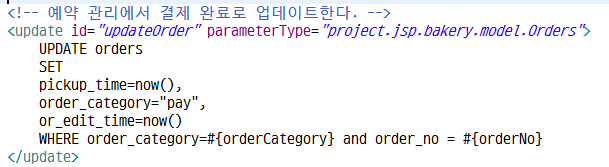 <!-- 예약 관리에서 결제 완료로 업데이트한다. -->
<update id="updateOrder" parameterType="project.jsp.bakery.model.Orders">
    UPDATE orders
    SET
    pickup_time=now(),
    order_category="pay",
    or_edit_time=now()
    WHERE order_category=#{orderCategory} and order_no = #{orderNo}
</update>